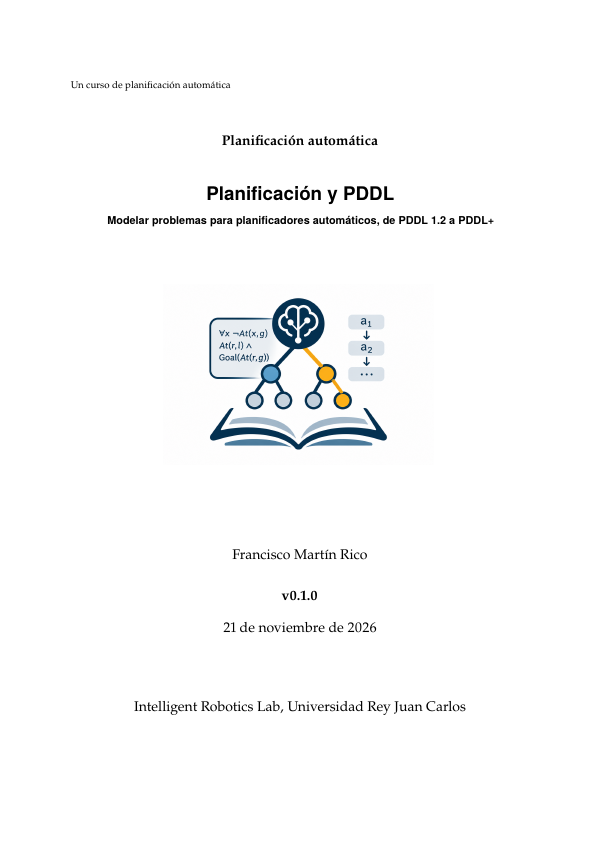 Un curso de planificación automática
Planificación automática
Planificación y PDDL
Modelar problemas para planificadores automáticos, de PDDL 1.2 a PDDL+
∀x ¬At(x,g)
At(r,l) ∧
Goal(At(r,g))
a1
a2
...
Francisco Martín Rico
v0.1.0
21 de noviembre de 2026
Intelligent Robotics Lab, Universidad Rey Juan Carlos